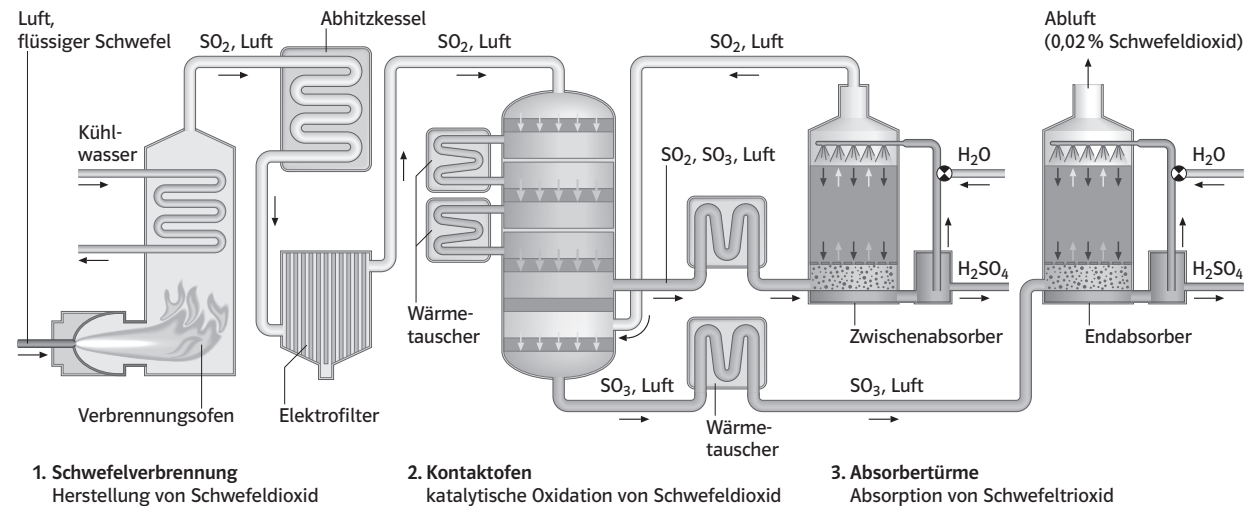 Luft,
flüssiger Schwefel
SO₂, Luft
Abhitzkessel
SO₂, Luft
SO₂, Luft
Abluft
(0,02 % Schwefeldioxid)
Kühl-
wasser
SO₂, SO₃, Luft
H₂O
H₂O
H₂SO₄
H₂SO₄
Wärme-
tauscher
Zwischenabsorber
Endabsorber
Verbrennungsofen
Elektrofilter
SO₃, Luft
SO₃, Luft
Wärme-
tauscher
1. Schwefelverbrennung
Herstellung von Schwefeldioxid
2. Kontaktofen
katalytische Oxidation von Schwefeldioxid
3. Absorbertürme
Absorption von Schwefeltrioxid